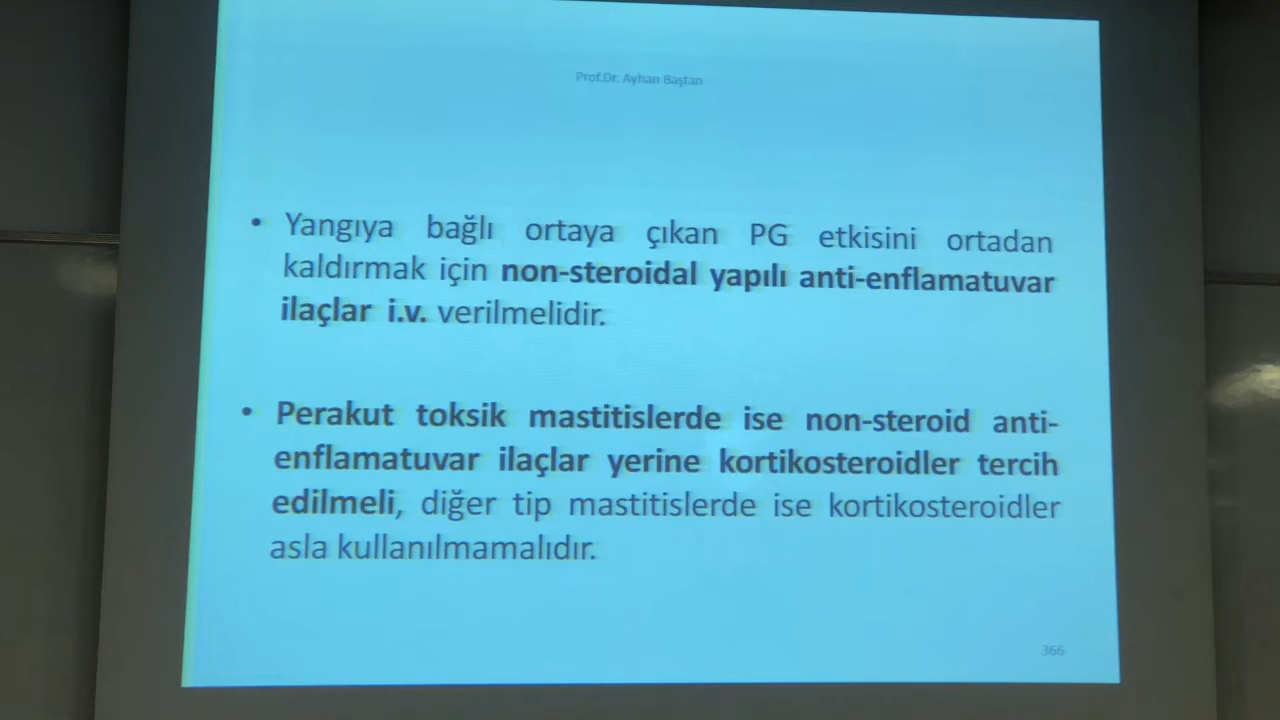 Prof.Dr. Ayhan Baştan
• Yangıya bağlı ortaya çıkan PG etkisini ortadan
kaldırmak için non-steroidal yapılı anti-enflamatuvar
ilaçlar i.v. verilmelidir.
• Perakut toksik mastitislerde ise non-steroid anti-
enflamatuvar ilaçlar yerine kortikosteroidler tercih
edilmeli, diğer tip mastitislerde ise kortikosteroidler
asla kullanılmamalıdır.
366